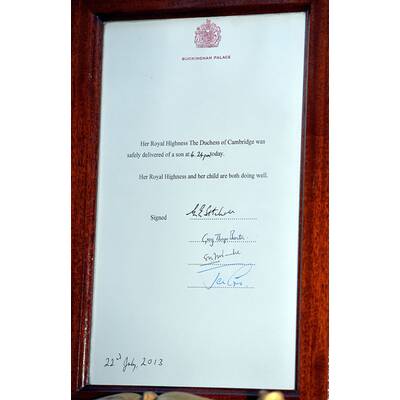 BUCKINGHAM PALACE
Her Royal Highness The Duchess of Cambridge was
safely delivered of a son at 4.24pm today.
Her Royal Highness and her child are both doing well.
Signed
22nd July, 2013